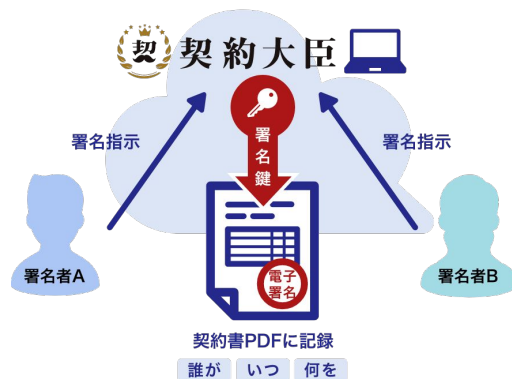 契 契約大臣
署名指示
署名指示
署名鍵
署名者A
署名者B
電子
署名
契約書PDFに記録
誰が いつ 何を